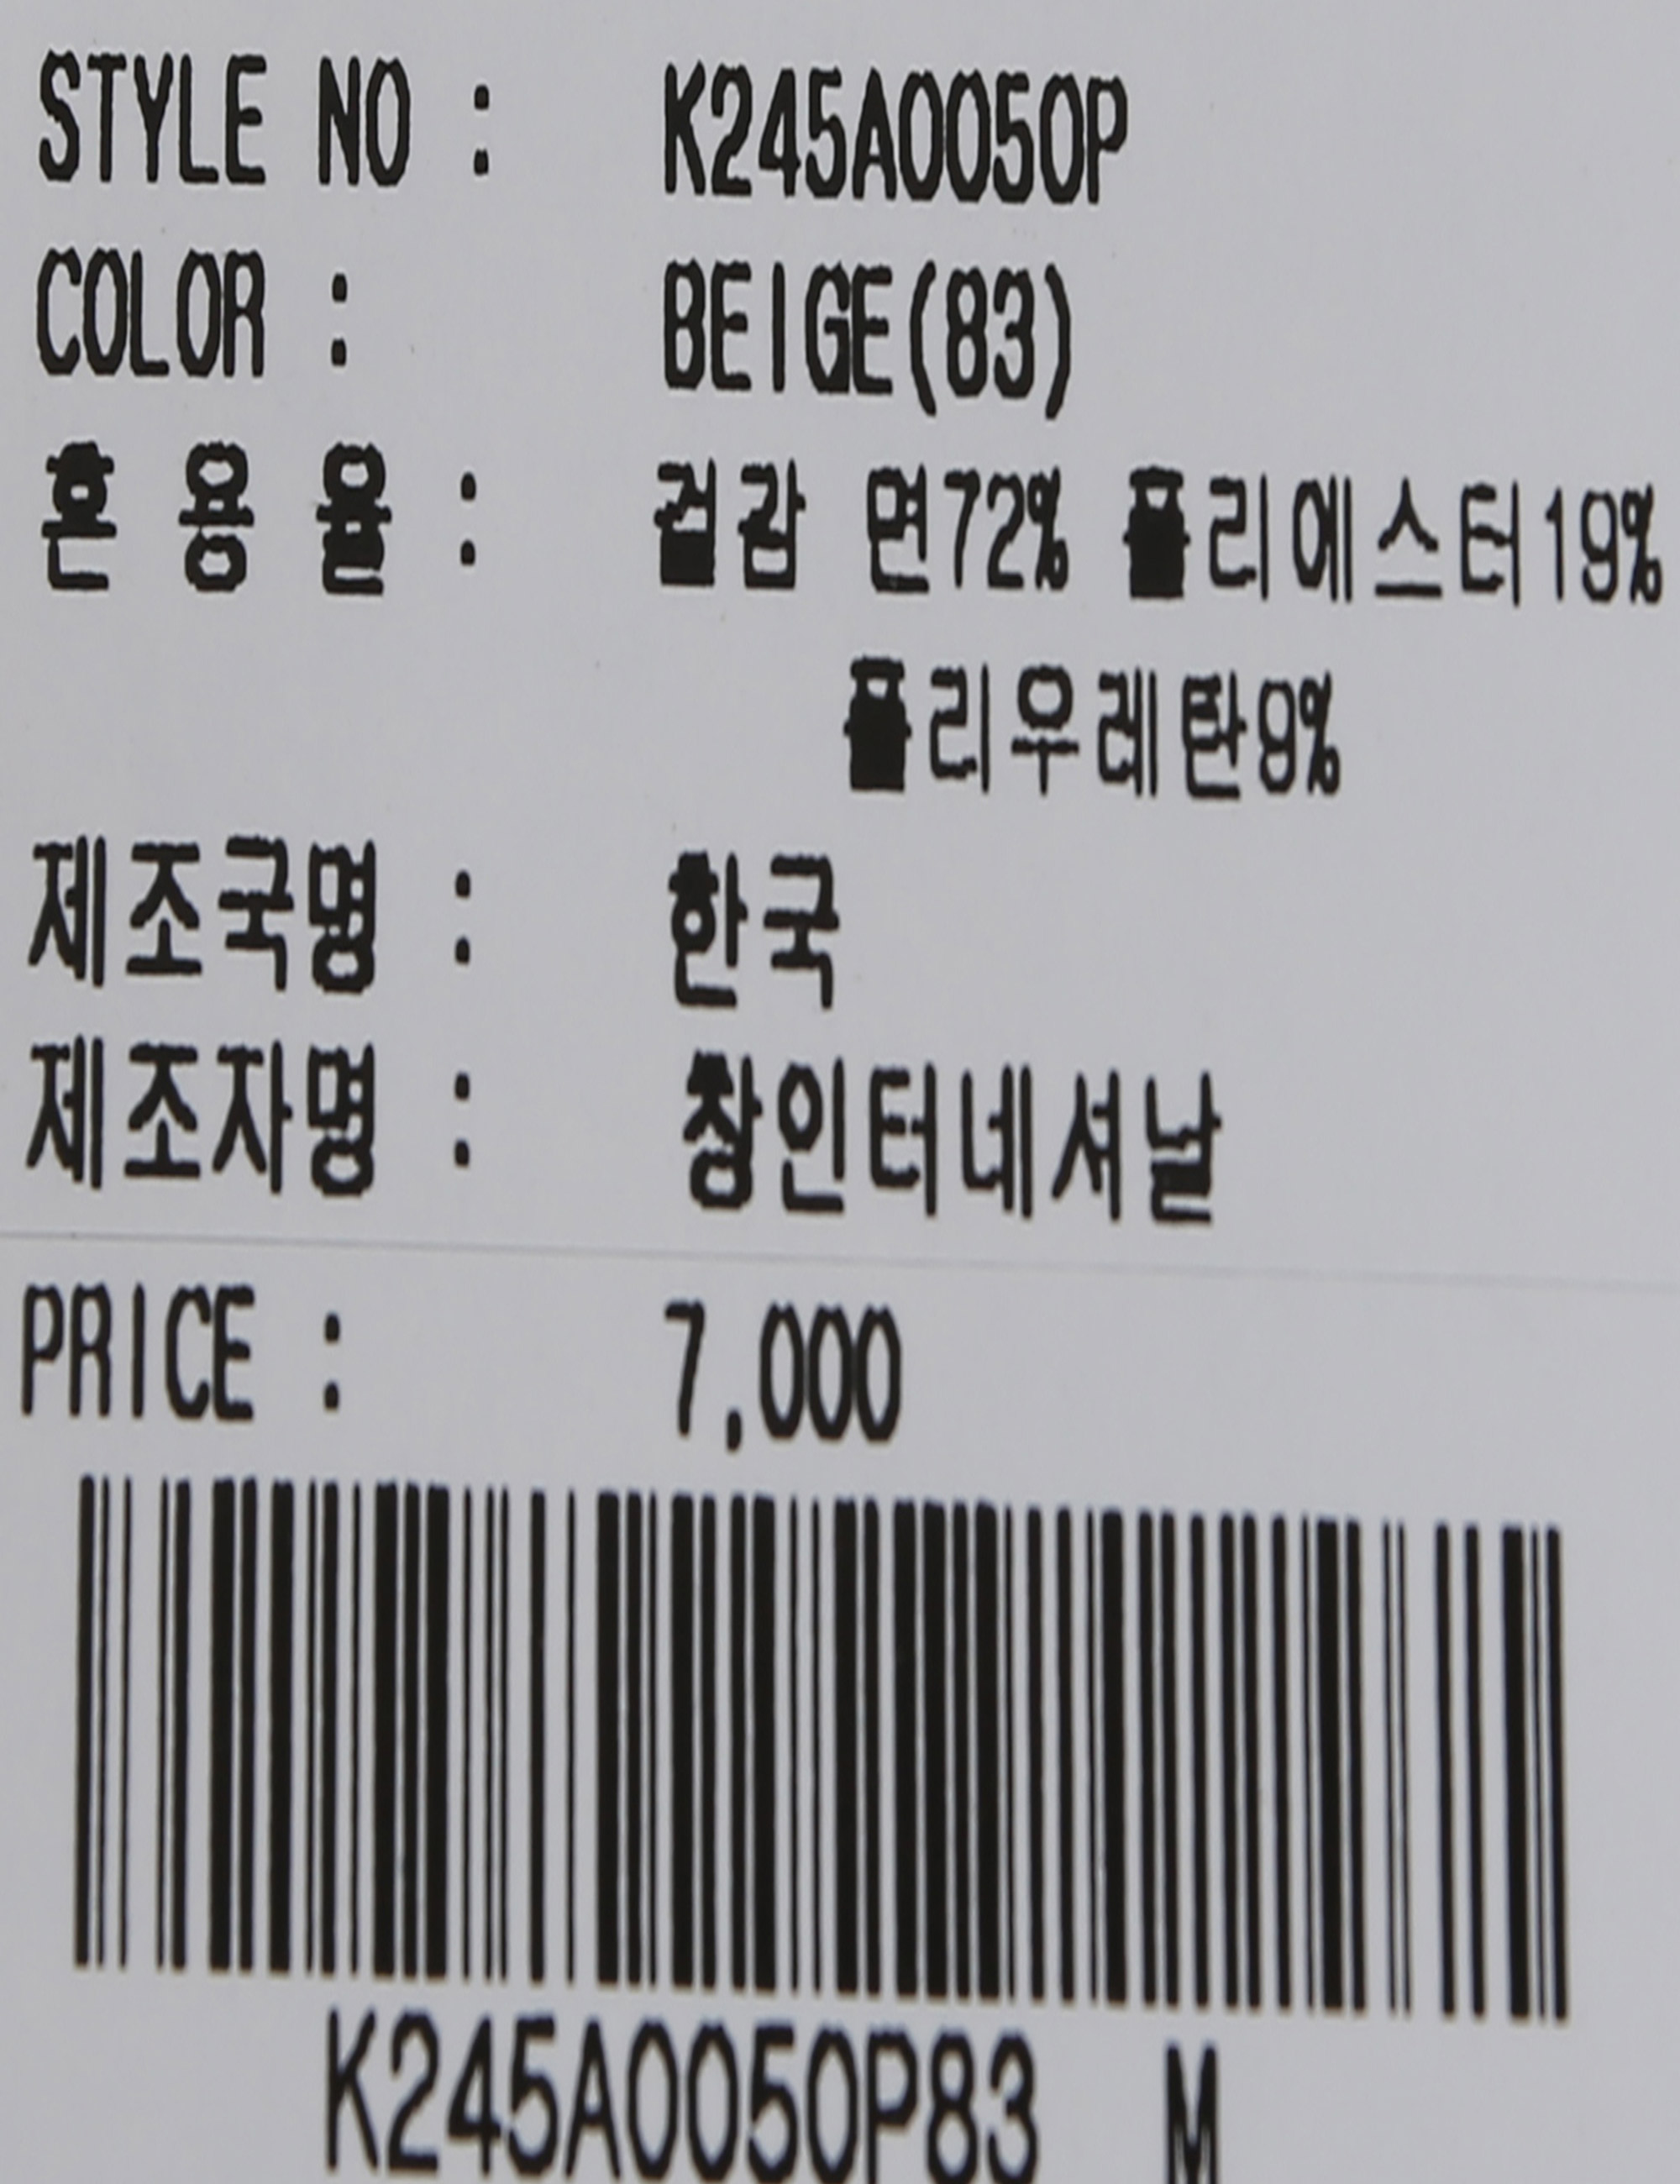 STYLE NO : K245A0050P
COLOR : BEIGE(83)
혼 용 율 : 겉감 면72% 폴리에스터19%
폴리우레탄9%
제조국명 : 한국
제조자명 : 창인터네셔날
PRICE : 7,000
K245A0050P83 M